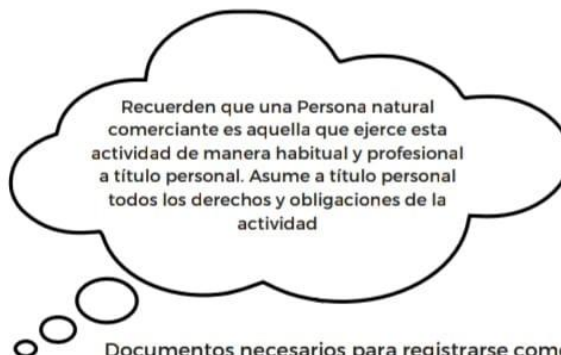 Recuerden que una Persona natural
comerciante es aquella que ejerce esta
actividad de manera habitual y profesional
a título personal. Asume a título personal
todos los derechos y obligaciones de la
actividad
Documentos necesarios para registrarse como